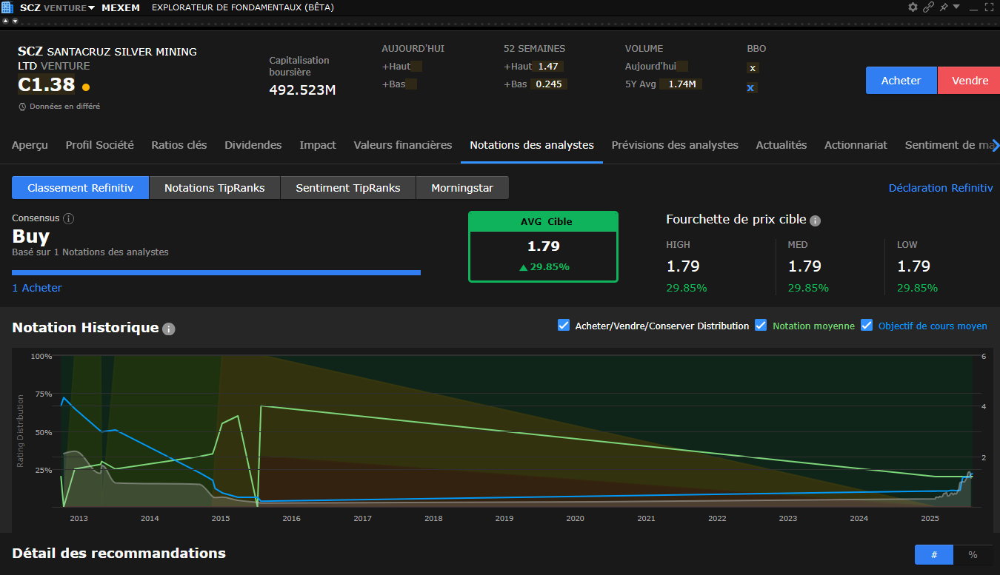 SCZ VENTURE MEXEM EXPLORATEUR DE FONDAMENTAUX (BÊTA)
SCZ SANTACRUZ SILVER MINING
LTD VENTURE
C1.38
Données en différé
Capitalisation
boursière
492.523M
AUJOURD'HUI
+Haut
+Bas
52 SEMAINES
+Haut 1.47
+Bas 0.245
VOLUME
Aujourd'hui
5Y Avg 1.74M
BBO
x
x
Acheter Vendre
Aperçu Profil Société Ratios clés Dividendes Impact Valeurs financières Notations des analystes Prévisions des analystes Actualités Actionnariat Sentiment de ma
Classement Refinitiv Notations TipRanks Sentiment TipRanks Morningstar Déclaration Refinitiv
Consensus
Buy
Basé sur 1 Notations des analystes
1 Acheter
AVG Cible
1.79
29.85%
Fourchette de prix cible
HIGH MED LOW
1.79 1.79 1.79
29.85% 29.85% 29.85%
Notation Historique
Acheter/Vendre/Conserver Distribution Notation moyenne Objectif de cours moyen
Rating Distribution
100%
75%
50%
25%
6
4
2
2013 2014 2015 2016 2017 2018 2019 2020 2021 2022 2023 2024 2025
Détail des recommandations
# %